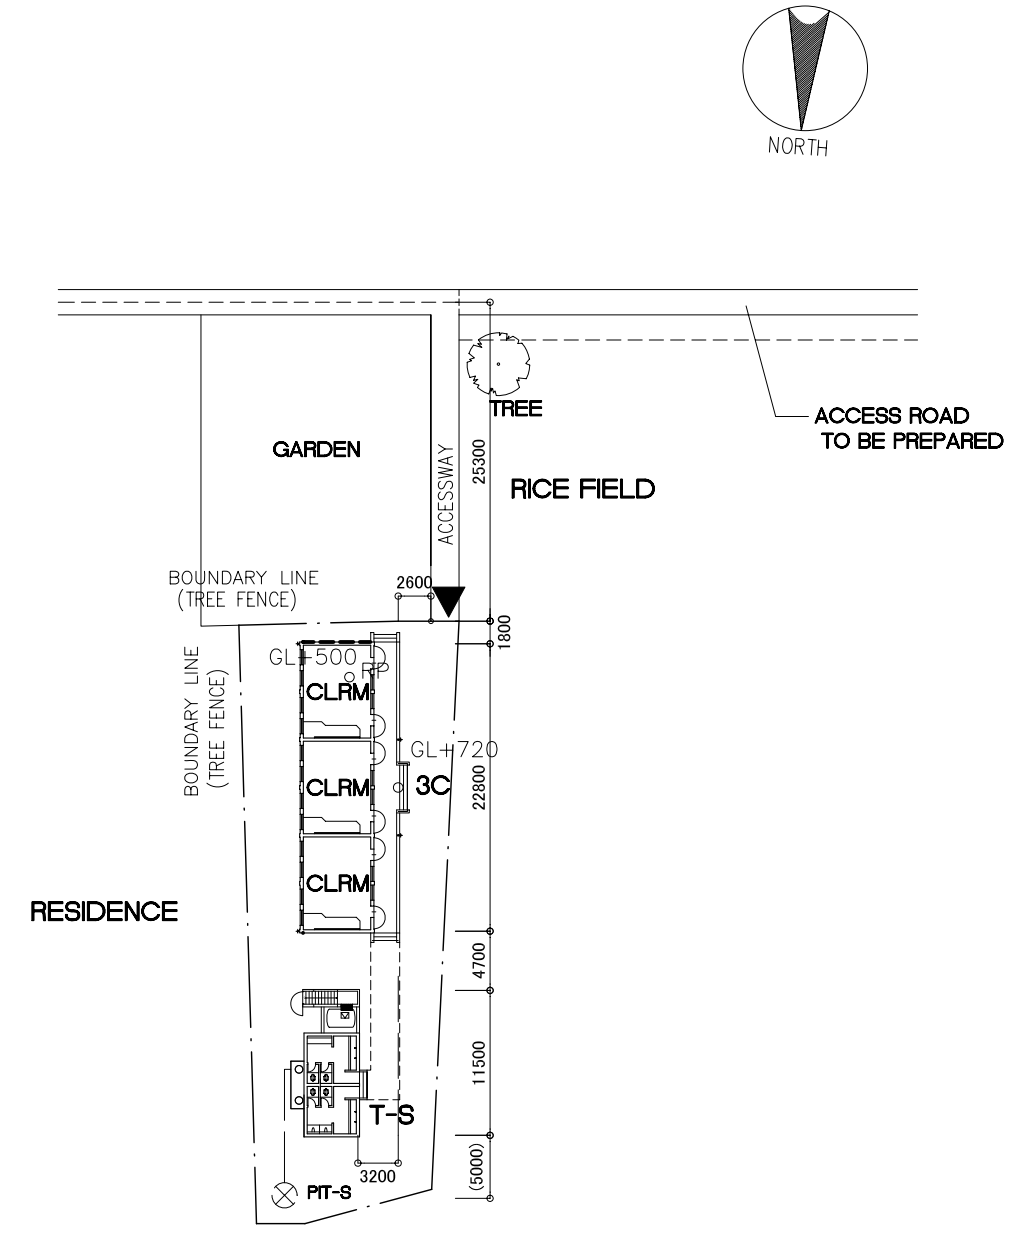 NORTH
ACCESS ROAD
TO BE PREPARED
TREE
GARDEN
ACCESSWAY
25300
RICE FIELD
BOUNDARY LINE
(TREE FENCE)
2600
1800
BOUNDARY LINE
(TREE FENCE)
GL+500
FP
CLRM
GL+720
CLRM
3C
22800
CLRM
RESIDENCE
4700
11500
T-S
3200
(5000)
PIT-S